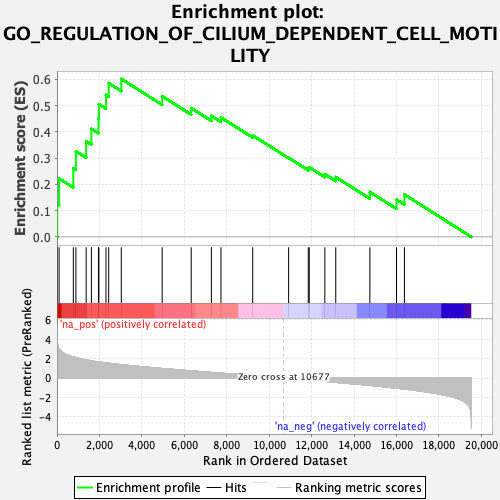 Enrichment plot:
GO_REGULATION_OF_CILIUM_DEPENDENT_CELL_MOTI
LITY
Enrichment score (ES)
0.6
0.5
0.4
0.3
0.2
0.1
0.0
'na_pos' (positively correlated)
Ranked list metric (PreRanked)
6
4
2
0
-2
-4
Zero cross at 10677
'na_neg' (negatively correlated)
0
2,000
4,000
6,000
8,000
10,000
12,000
14,000
16,000
18,000
20,000
Rank in Ordered Dataset
Enrichment profile
Hits
Ranking metric scores